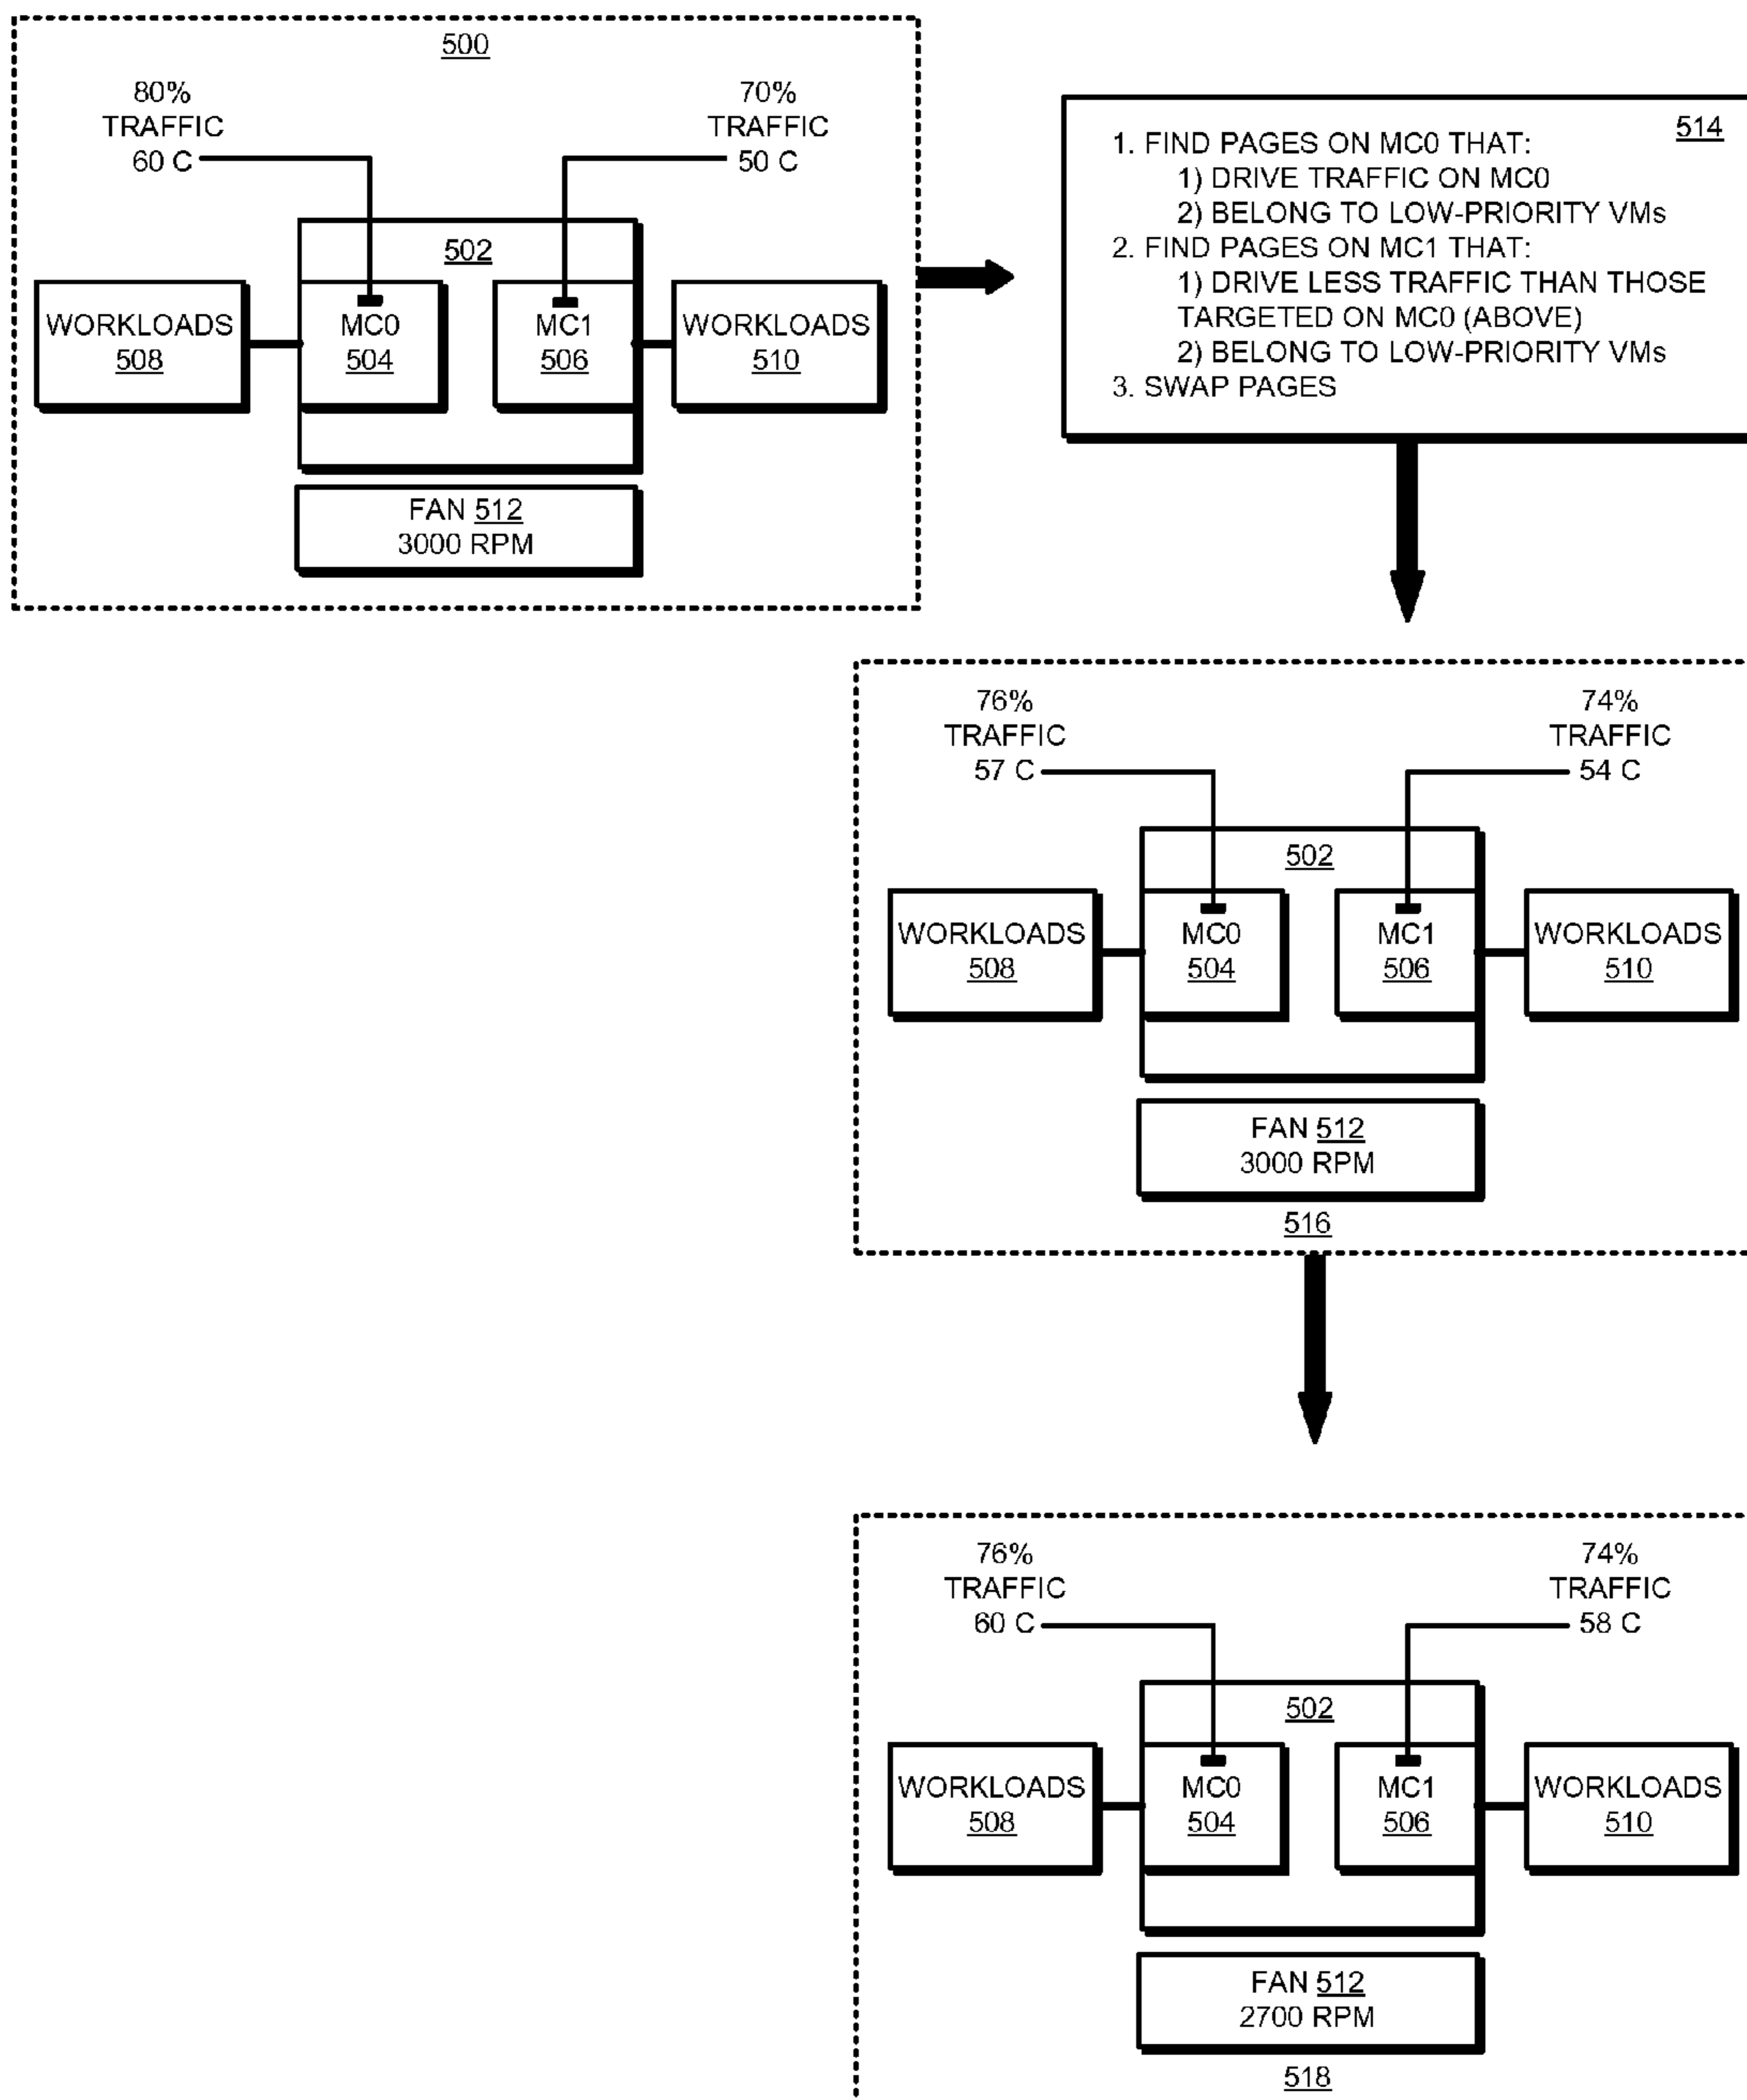 500
80%
TRAFFIC
60 C
70%
TRAFFIC
50 C
502
WORKLOADS
508
MC0
504
MC1
506
WORKLOADS
510
FAN 512
3000 RPM
514
1. FIND PAGES ON MC0 THAT:
1) DRIVE TRAFFIC ON MC0
2) BELONG TO LOW-PRIORITY VMs
2. FIND PAGES ON MC1 THAT:
1) DRIVE LESS TRAFFIC THAN THOSE
TARGETED ON MC0 (ABOVE)
2) BELONG TO LOW-PRIORITY VMs
3. SWAP PAGES
76%
TRAFFIC
57 C
74%
TRAFFIC
54 C
502
WORKLOADS
508
MC0
504
MC1
506
WORKLOADS
510
FAN 512
3000 RPM
516
76%
TRAFFIC
60 C
74%
TRAFFIC
58 C
502
WORKLOADS
508
MC0
504
MC1
506
WORKLOADS
510
FAN 512
2700 RPM
518